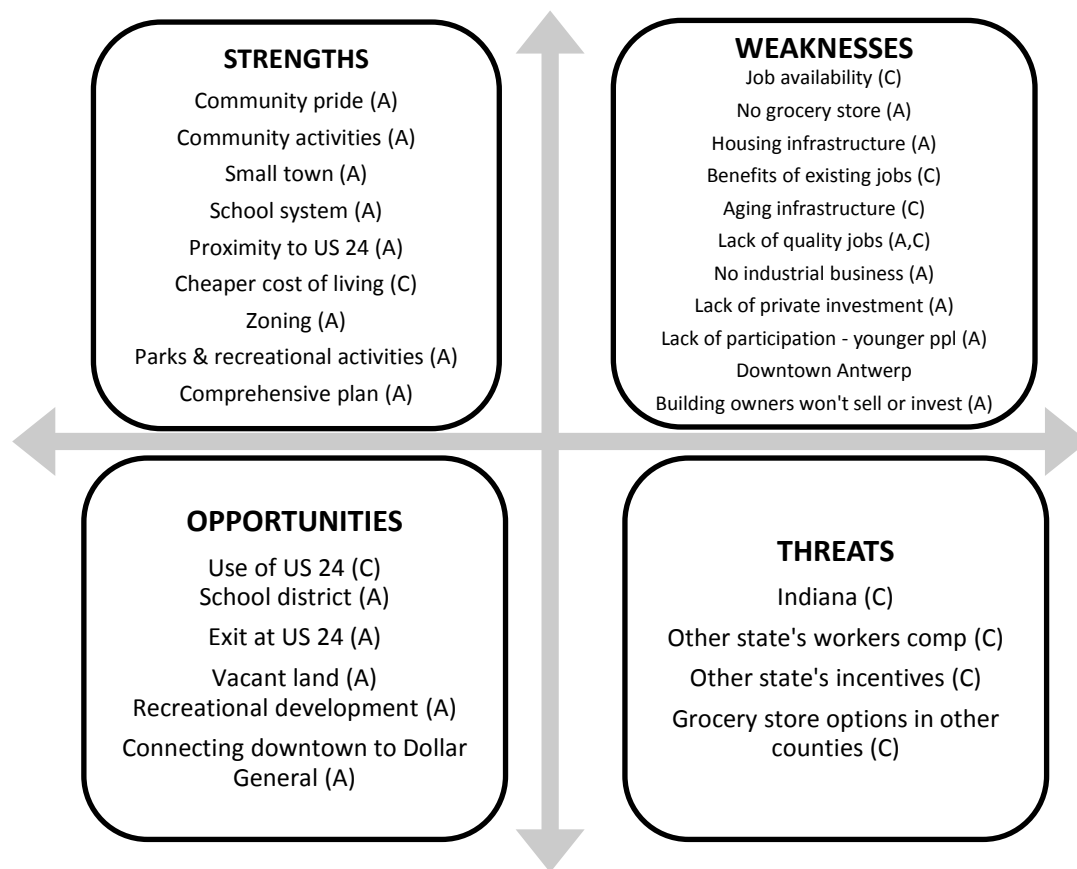 STRENGTHS
Community pride (A)
Community activities (A)
Small town (A)
School system (A)
Proximity to US 24 (A)
Cheaper cost of living (C)
Zoning (A)
Parks & recreational activities (A)
Comprehensive plan (A)
WEAKNESSES
Job availability (C)
No grocery store (A)
Housing infrastructure (A)
Benefits of existing jobs (C)
Aging infrastructure (C)
Lack of quality jobs (A,C)
No industrial business (A)
Lack of private investment (A)
Lack of participation - younger ppl (A)
Downtown Antwerp
Building owners won't sell or invest (A)
OPPORTUNITIES
Use of US 24 (C)
School district (A)
Exit at US 24 (A)
Vacant land (A)
Recreational development (A)
Connecting downtown to Dollar
General (A)
THREATS
Indiana (C)
Other state's workers comp (C)
Other state's incentives (C)
Grocery store options in other
counties (C)